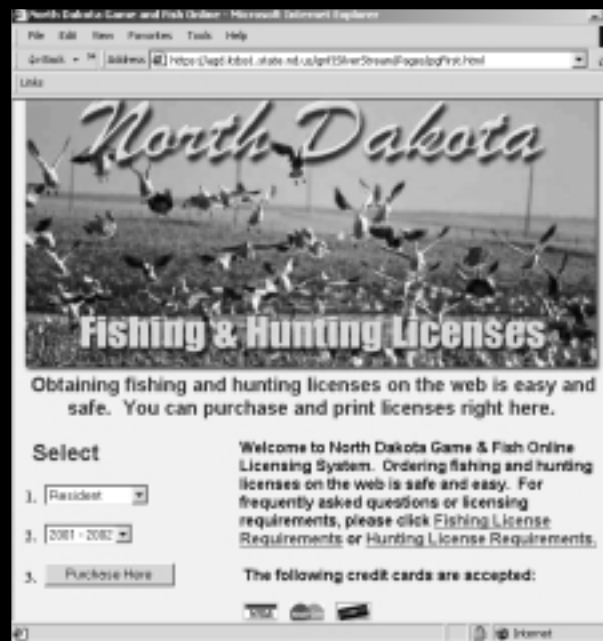 North Dakota Game and Fish Online - Microsoft Internet Explorer
File Edit View Favorites Tools Help
Back Address
Links
North Dakota
Fishing & Hunting Licenses
Obtaining fishing and hunting licenses on the web is easy and
safe. You can purchase and print licenses right here.
Select
1. Resident
2. 2001 - 2002
3. Purchase Here
Welcome to North Dakota Game & Fish Online
Licensing System. Ordering fishing and hunting
licenses on the web is safe and easy. For
frequently asked questions or licensing
requirements, please click Fishing License
Requirements or Hunting License Requirements.
The following credit cards are accepted:
VISA
Internet